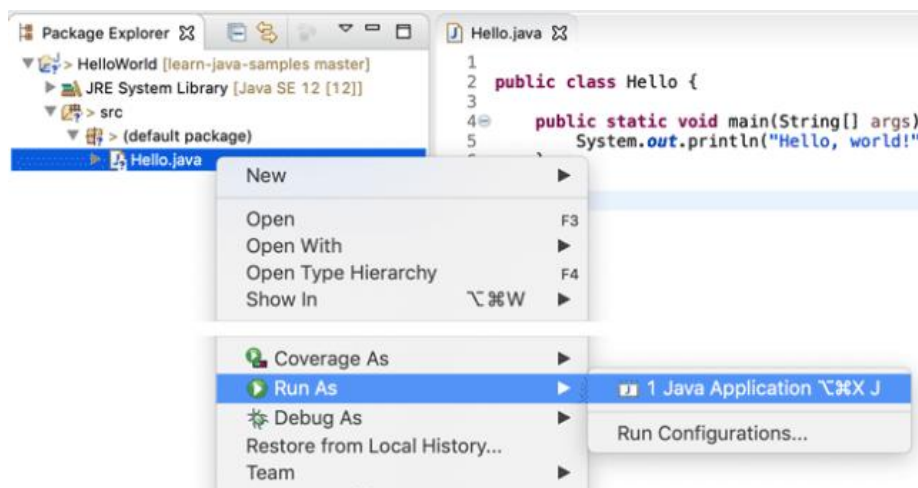 Package Explorer
> HelloWorld [learn-java-samples master]
JRE System Library [Java SE 12 [12]]
> src
> (default package)
> Hello.java
Hello.java
1
2 public class Hello {
3
4 public static void main(String[] args)
5 System.out.println("Hello, world!"
New
Open F3
Open With
Open Type Hierarchy F4
Show In ⌥⌘W
Coverage As
Run As
Debug As
Restore from Local History...
Team
1 Java Application ⌥⌘X J
Run Configurations...